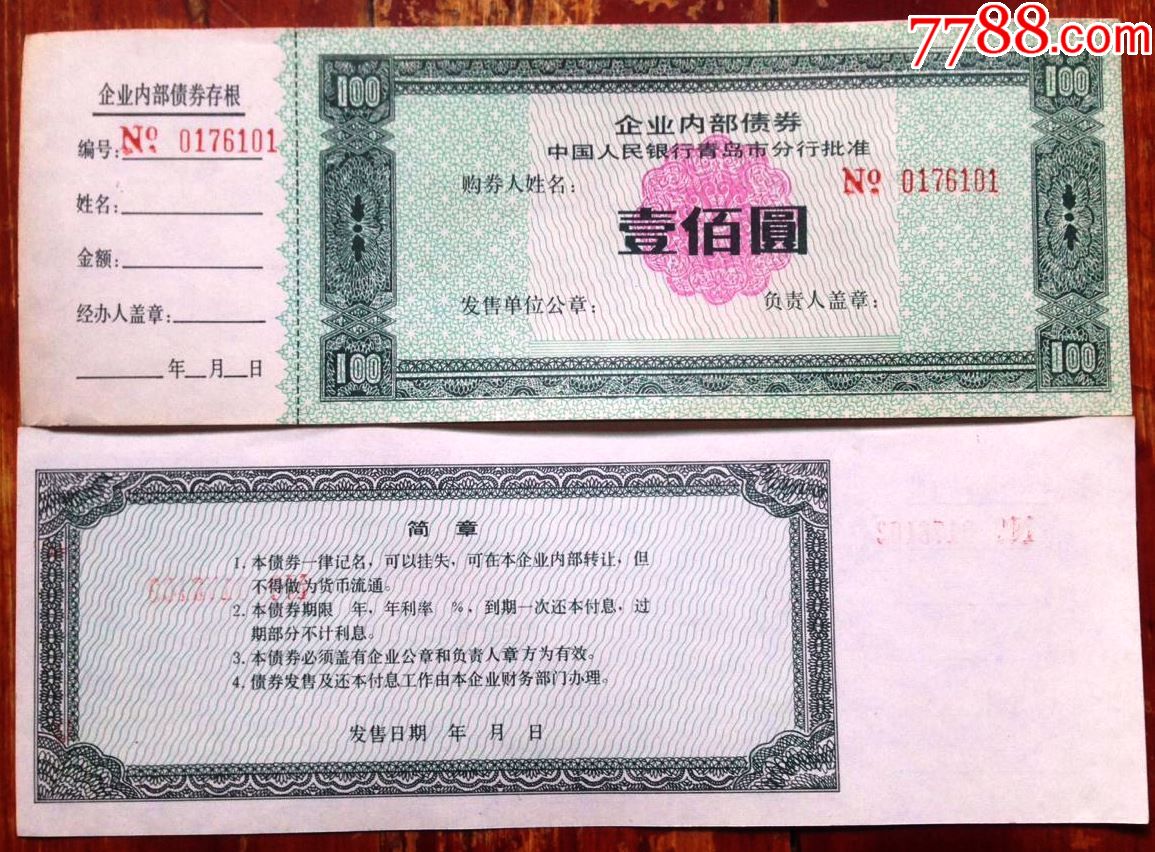 7788.com
企业内部债券存根
编号：№ 0176101
姓名：
金额：
经办人盖章：
年 月 日
100
100
企业内部债券
中国人民银行青岛市分行批准
购券人姓名：
№ 0176101
壹佰圓
发售单位公章：
负责人盖章：
100
100
简章
1. 本债券一律记名，可以挂失，可在本企业内部转让，但
不得做为货币流通。
2. 本债券期限 年，年利率 %，到期一次还本付息，过
期部分不计利息。
3. 本债券必须盖有企业公章和负责人章方为有效。
4. 债券发售及还本付息工作由本企业财务部门办理。
发售日期 年 月 日